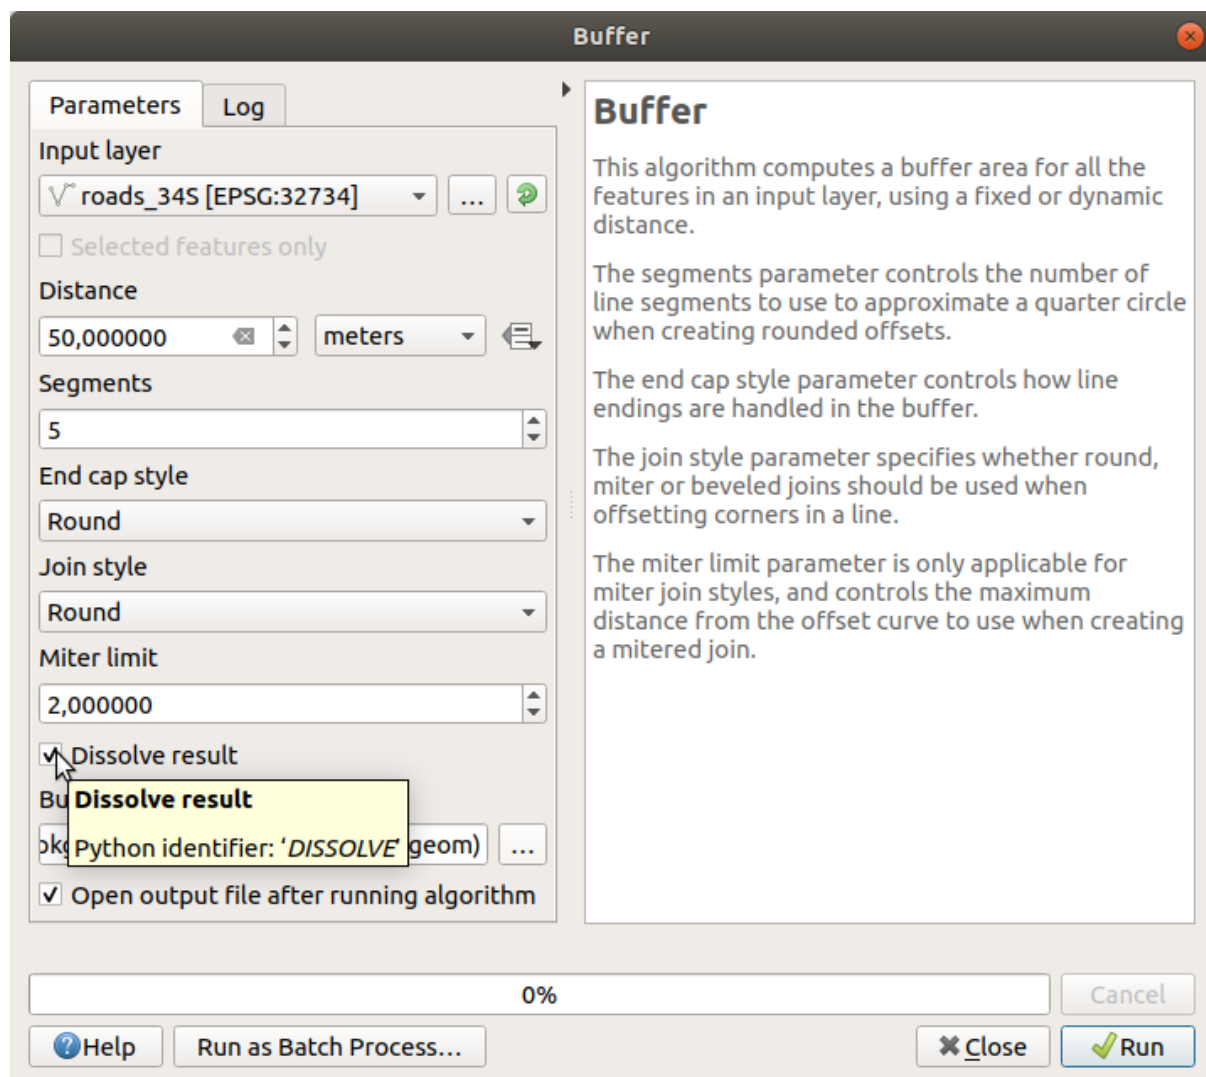 Buffer
Parameters
Log
Input layer
roads_34S [EPSG:32734]
...
Selected features only
Distance
50,000000
meters
Segments
5
End cap style
Round
Join style
Round
Miter limit
2,000000
Dissolve result
Dissolve result
Python identifier: ‘DISSOLVE’
geom)
...
Open output file after running algorithm
Buffer
This algorithm computes a buffer area for all the
features in an input layer, using a fixed or dynamic
distance.
The segments parameter controls the number of
line segments to use to approximate a quarter circle
when creating rounded offsets.
The end cap style parameter controls how line
endings are handled in the buffer.
The join style parameter specifies whether round,
miter or beveled joins should be used when
offsetting corners in a line.
The miter limit parameter is only applicable for
miter join styles, and controls the maximum
distance from the offset curve to use when creating
a mitered join.
0%
Cancel
Help
Run as Batch Process...
Close
Run